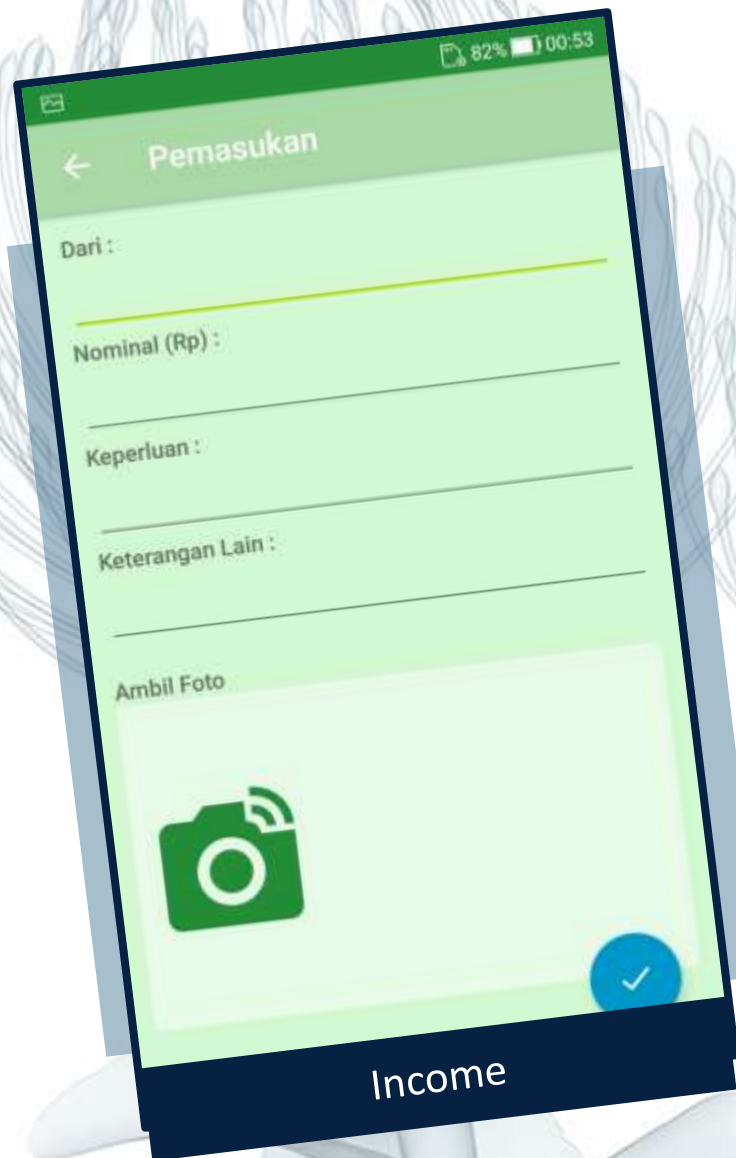 82% 00:53
Pemasukan
Dari :
Nominal (Rp) :
Keperluan :
Keterangan Lain :
Ambil Foto
Income